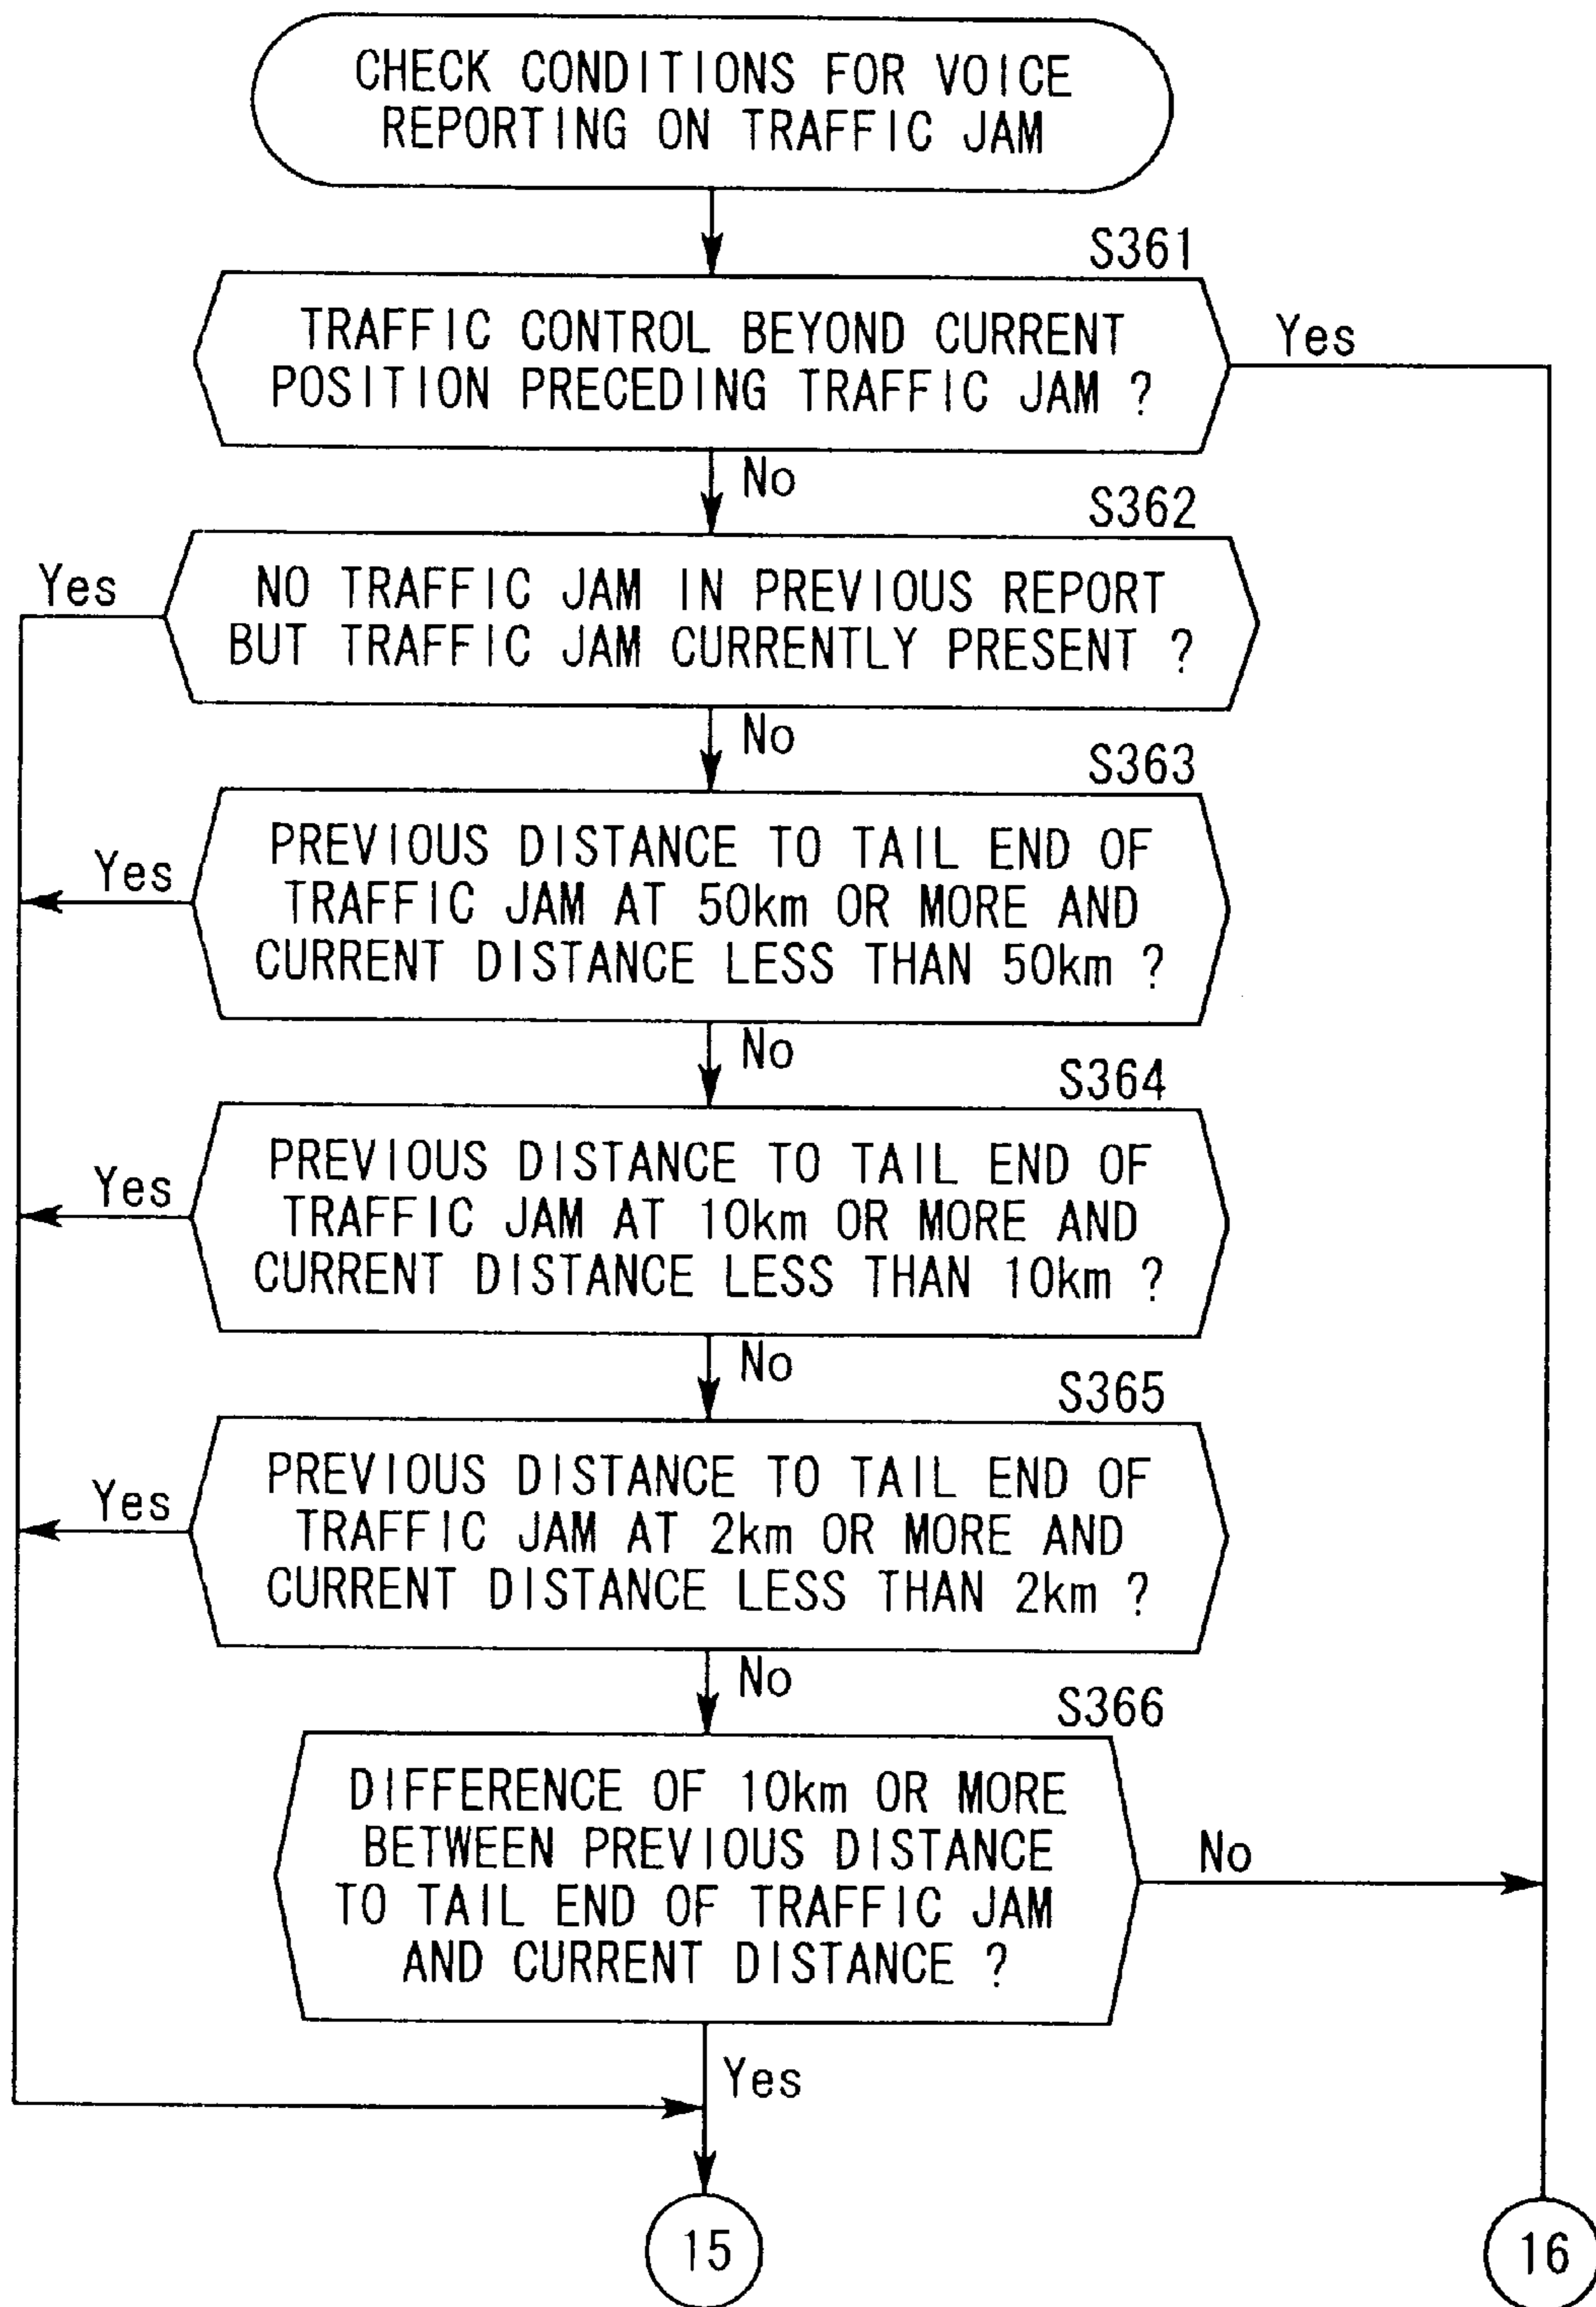 CHECK CONDITIONS FOR VOICE
REPORTING ON TRAFFIC JAM
S361
TRAFFIC CONTROL BEYOND CURRENT
POSITION PRECEDING TRAFFIC JAM ?
Yes
No
S362
Yes
NO TRAFFIC JAM IN PREVIOUS REPORT
BUT TRAFFIC JAM CURRENTLY PRESENT ?
No
S363
Yes
PREVIOUS DISTANCE TO TAIL END OF
TRAFFIC JAM AT 50km OR MORE AND
CURRENT DISTANCE LESS THAN 50km ?
No
S364
Yes
PREVIOUS DISTANCE TO TAIL END OF
TRAFFIC JAM AT 10km OR MORE AND
CURRENT DISTANCE LESS THAN 10km ?
No
S365
Yes
PREVIOUS DISTANCE TO TAIL END OF
TRAFFIC JAM AT 2km OR MORE AND
CURRENT DISTANCE LESS THAN 2km ?
No
S366
DIFFERENCE OF 10km OR MORE
BETWEEN PREVIOUS DISTANCE
TO TAIL END OF TRAFFIC JAM
AND CURRENT DISTANCE ?
No
Yes
15
16